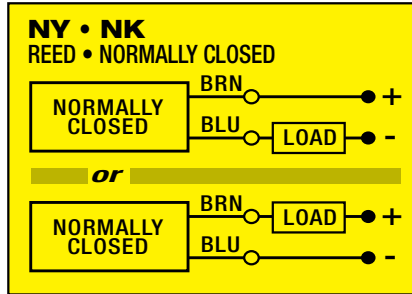 NY • NK
REED • NORMALLY CLOSED
BRN
+
NORMALLY
CLOSED
BLU
LOAD
-
or
BRN
LOAD
+
NORMALLY
CLOSED
BLU
-